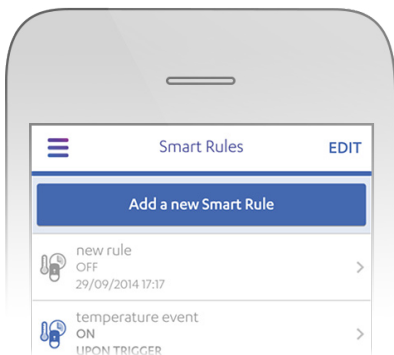 Smart Rules
EDIT
Add a new Smart Rule
new rule
OFF
29/09/2014 17:17
temperature event
ON
UPON TRIGGER